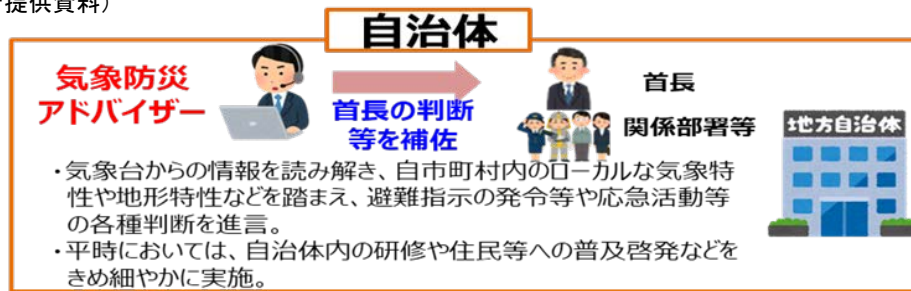 提供資料）
自治体
気象防災
アドバイザー
首長の判断
等を補佐
首長
関係部署等
地方自治体
・気象台からの情報を読み解き、自市町村内のローカルな気象特
性や地形特性などを踏まえ、避難指示の発令等や応急活動等
の各種判断を進言。
・平時においては、自治体内の研修や住民等への普及啓発などを
きめ細やかに実施。